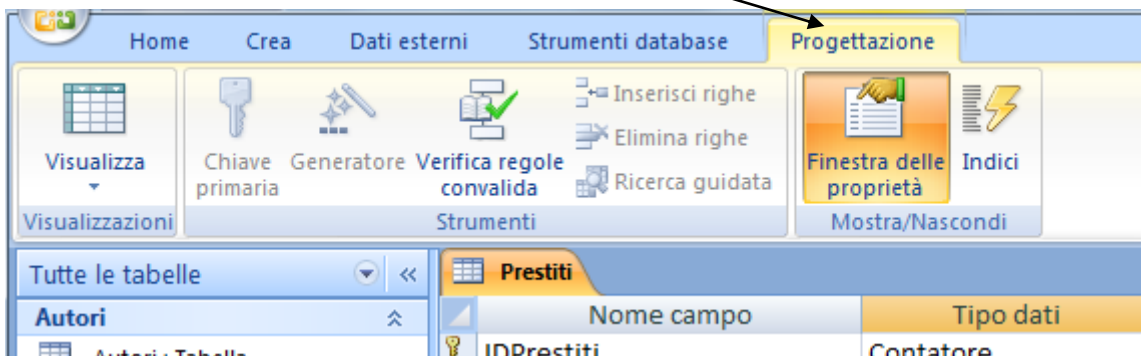 Home Crea Dati esterni Strumenti database Progettazione
Visualizza
Chiave
primaria
Generatore
Verifica regole
convalida
Inserisci righe
Elimina righe
Ricerca guidata
Finestra delle
proprietà
Indici
Visualizzazioni Strumenti Mostra/Nascondi
Tutte le tabelle
Prestiti
Autori
Nome campo Tipo dati
Autori : Tabella
IDPrestiti Contatore